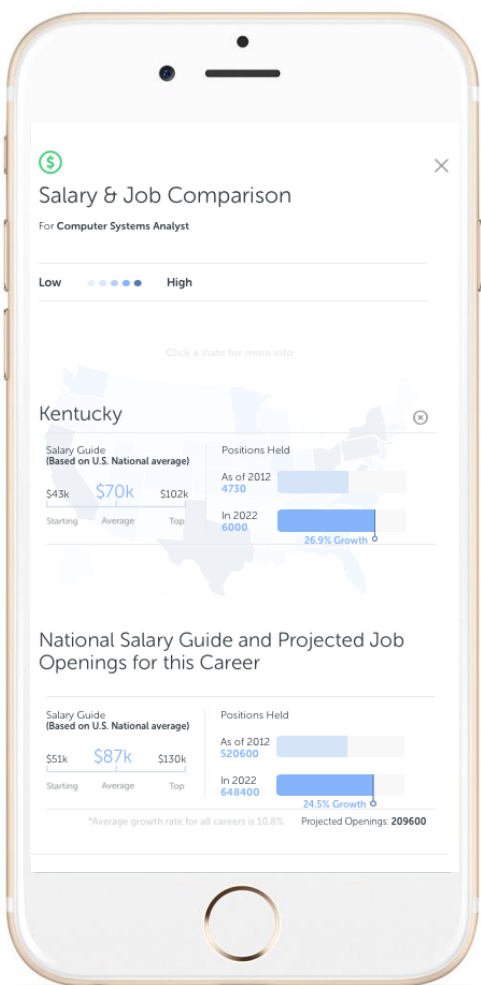 $
Salary & Job Comparison
For Computer Systems Analyst
Low High
Click a state for more info
Kentucky
Salary Guide
(Based on U.S. National average)
$43k $70k $102k
Starting Average Top
Positions Held
As of 2012
4730
In 2022
6000
26.9% Growth
National Salary Guide and Projected Job
Openings for this Career
Salary Guide
(Based on U.S. National average)
$51k $87k $130k
Starting Average Top
Positions Held
As of 2012
520600
In 2022
648400
24.5% Growth
*Average growth rate for all careers is 10.8% Projected Openings: 209600